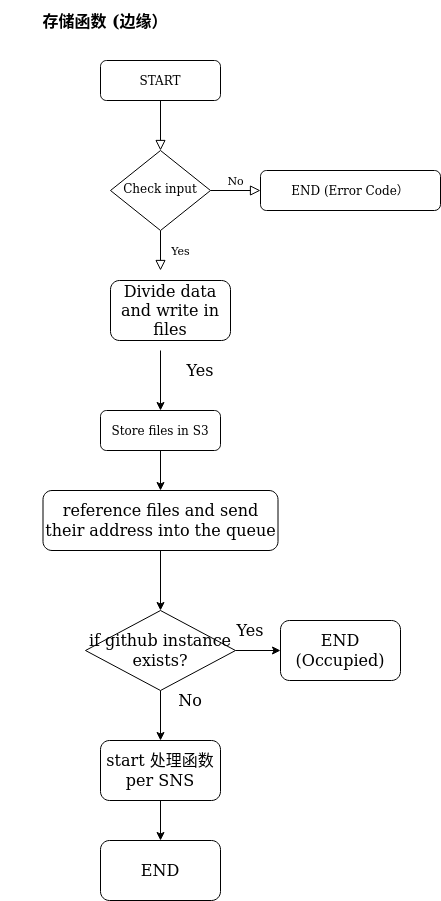 存储函数 (边缘）
START
Check input
No
END (Error Code）
Yes
Divide data
and write in
files
Yes
Store files in S3
reference files and send
their address into the queue
if github instance
exists?
Yes
END
(Occupied)
No
start 处理函数
per SNS
END